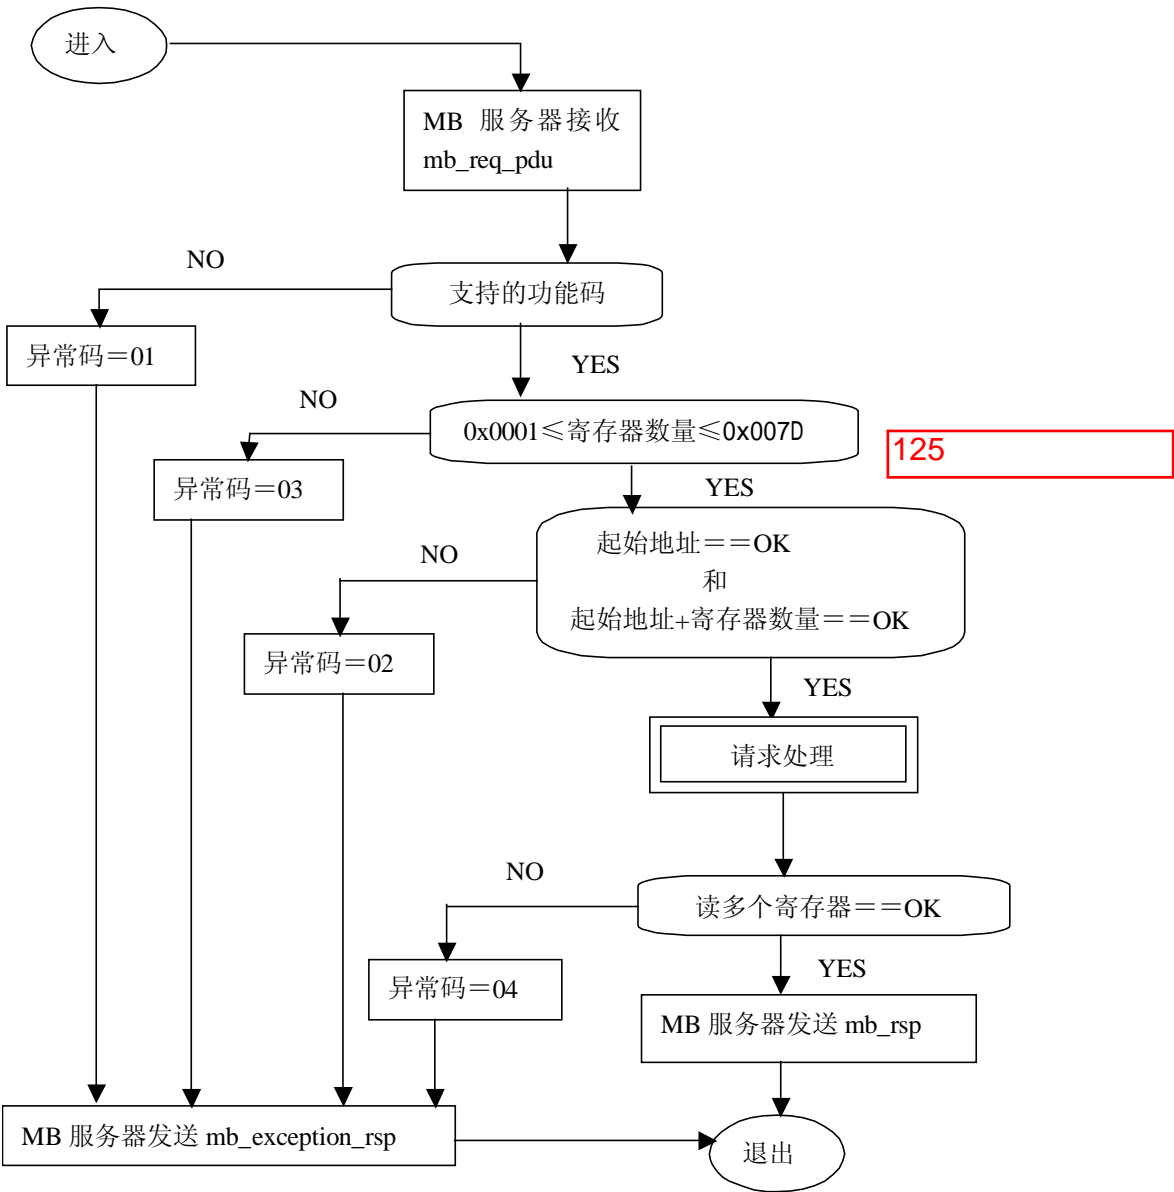 进入
MB 服务器接收
mb_req_pdu
NO
支持的功能码
异常码＝01
YES
NO
0x0001≤寄存器数量≤0x007D
125
异常码＝03
YES
起始地址＝＝OK
NO
和
起始地址+寄存器数量＝＝OK
异常码＝02
YES
请求处理
NO
读多个寄存器＝＝OK
YES
异常码＝04
MB 服务器发送 mb_rsp
MB 服务器发送 mb_exception_rsp
退出